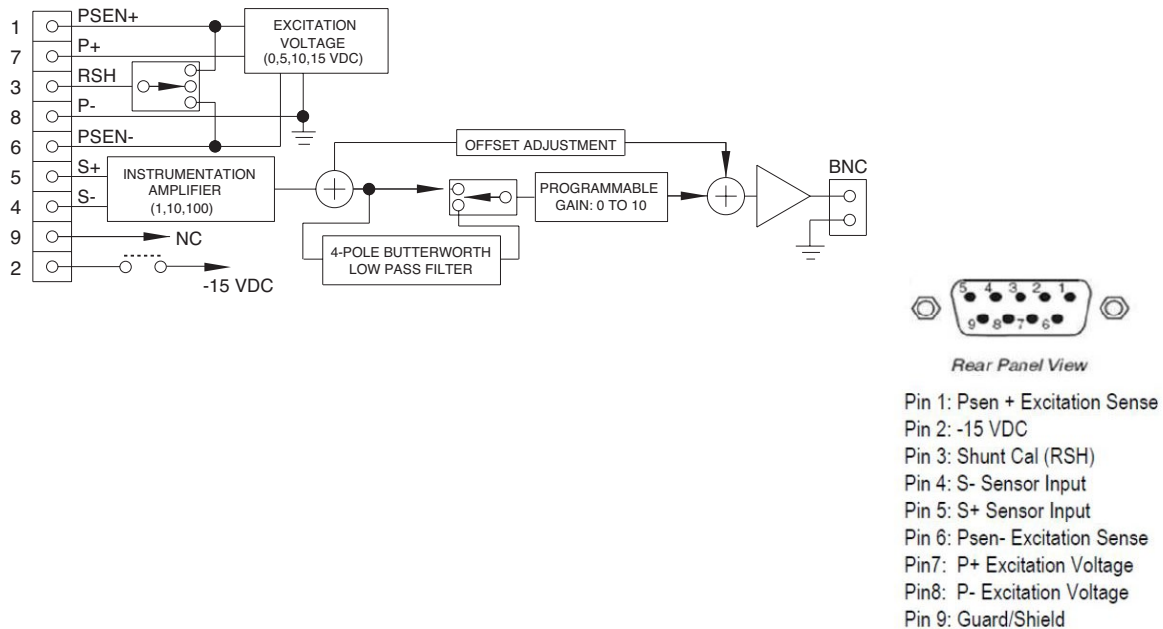 1 PSEN+
7 P+
3 RSH
8 P-
6 PSEN-
5 S+
4 S-
9 NC
2 -15 VDC
EXCITATION
VOLTAGE
(0,5,10,15 VDC)
INSTRUMENTATION
AMPLIFIER
(1,10,100)
OFFSET ADJUSTMENT
4-POLE BUTTERWORTH
LOW PASS FILTER
PROGRAMMABLE
GAIN: 0 TO 10
BNC
5 4 3 2 1
9 8 7 6
Rear Panel View
Pin 1: Psen + Excitation Sense
Pin 2: -15 VDC
Pin 3: Shunt Cal (RSH)
Pin 4: S- Sensor Input
Pin 5: S+ Sensor Input
Pin 6: Psen- Excitation Sense
Pin7: P+ Excitation Voltage
Pin8: P- Excitation Voltage
Pin 9: Guard/Shield